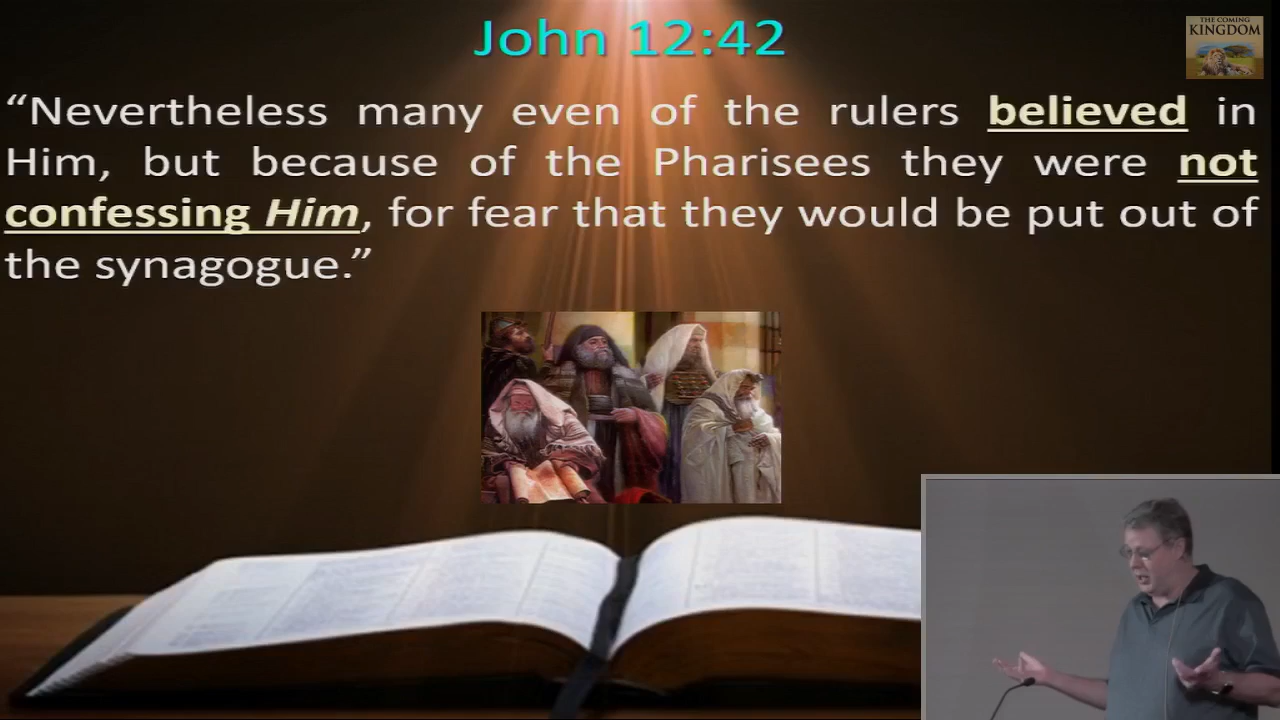 John 12:42
THE COMING
KINGDOM
“Nevertheless many even of the rulers believed in
Him, but because of the Pharisees they were not
confessing Him, for fear that they would be put out of
the synagogue.”